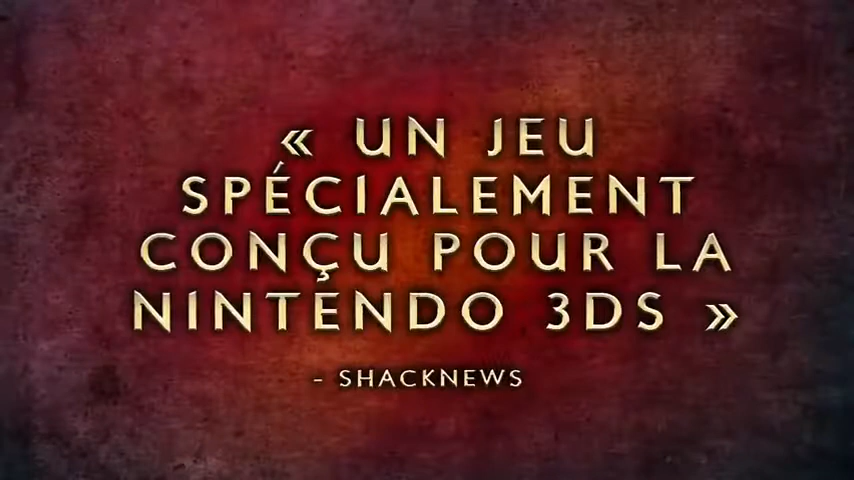 « UN JEU
SPÉCIALEMENT
CONÇU POUR LA
NINTENDO 3DS »
- SHACKNEWS